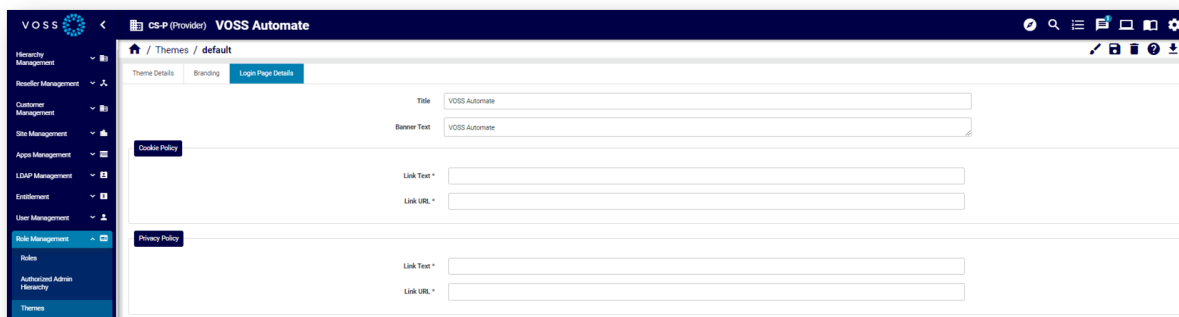 VOSS
CS-P (Provider) VOSS Automate
/ Themes / default
Hierarchy
Management
Reseller Management
Customer
Management
Site Management
Apps Management
LDAP Management
Entitlement
User Management
Role Management
Roles
Authorized Admin
Hierarchy
Themes
Theme Details Branding Login Page Details
Title VOSS Automate
Banner Text VOSS Automate
Cookie Policy
Link Text *
Link URL *
Privacy Policy
Link Text *
Link URL *